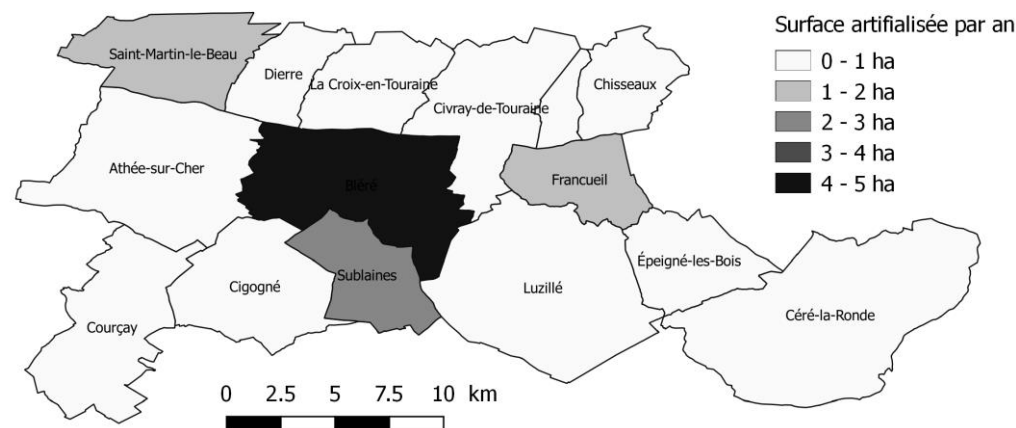 Surface artifialisée par an
0 - 1 ha
1 - 2 ha
2 - 3 ha
3 - 4 ha
4 - 5 ha
Saint-Martin-le-Beau
Dierre
La Croix-en-Touraine
Civray-de-Touraine
Chisseaux
Athée-sur-Cher
Bléré
Francueil
Épeigné-les-Bois
Sublaines
Cigogné
Luzillé
Céré-la-Ronde
Courçay
0 2.5 5 7.5 10 km